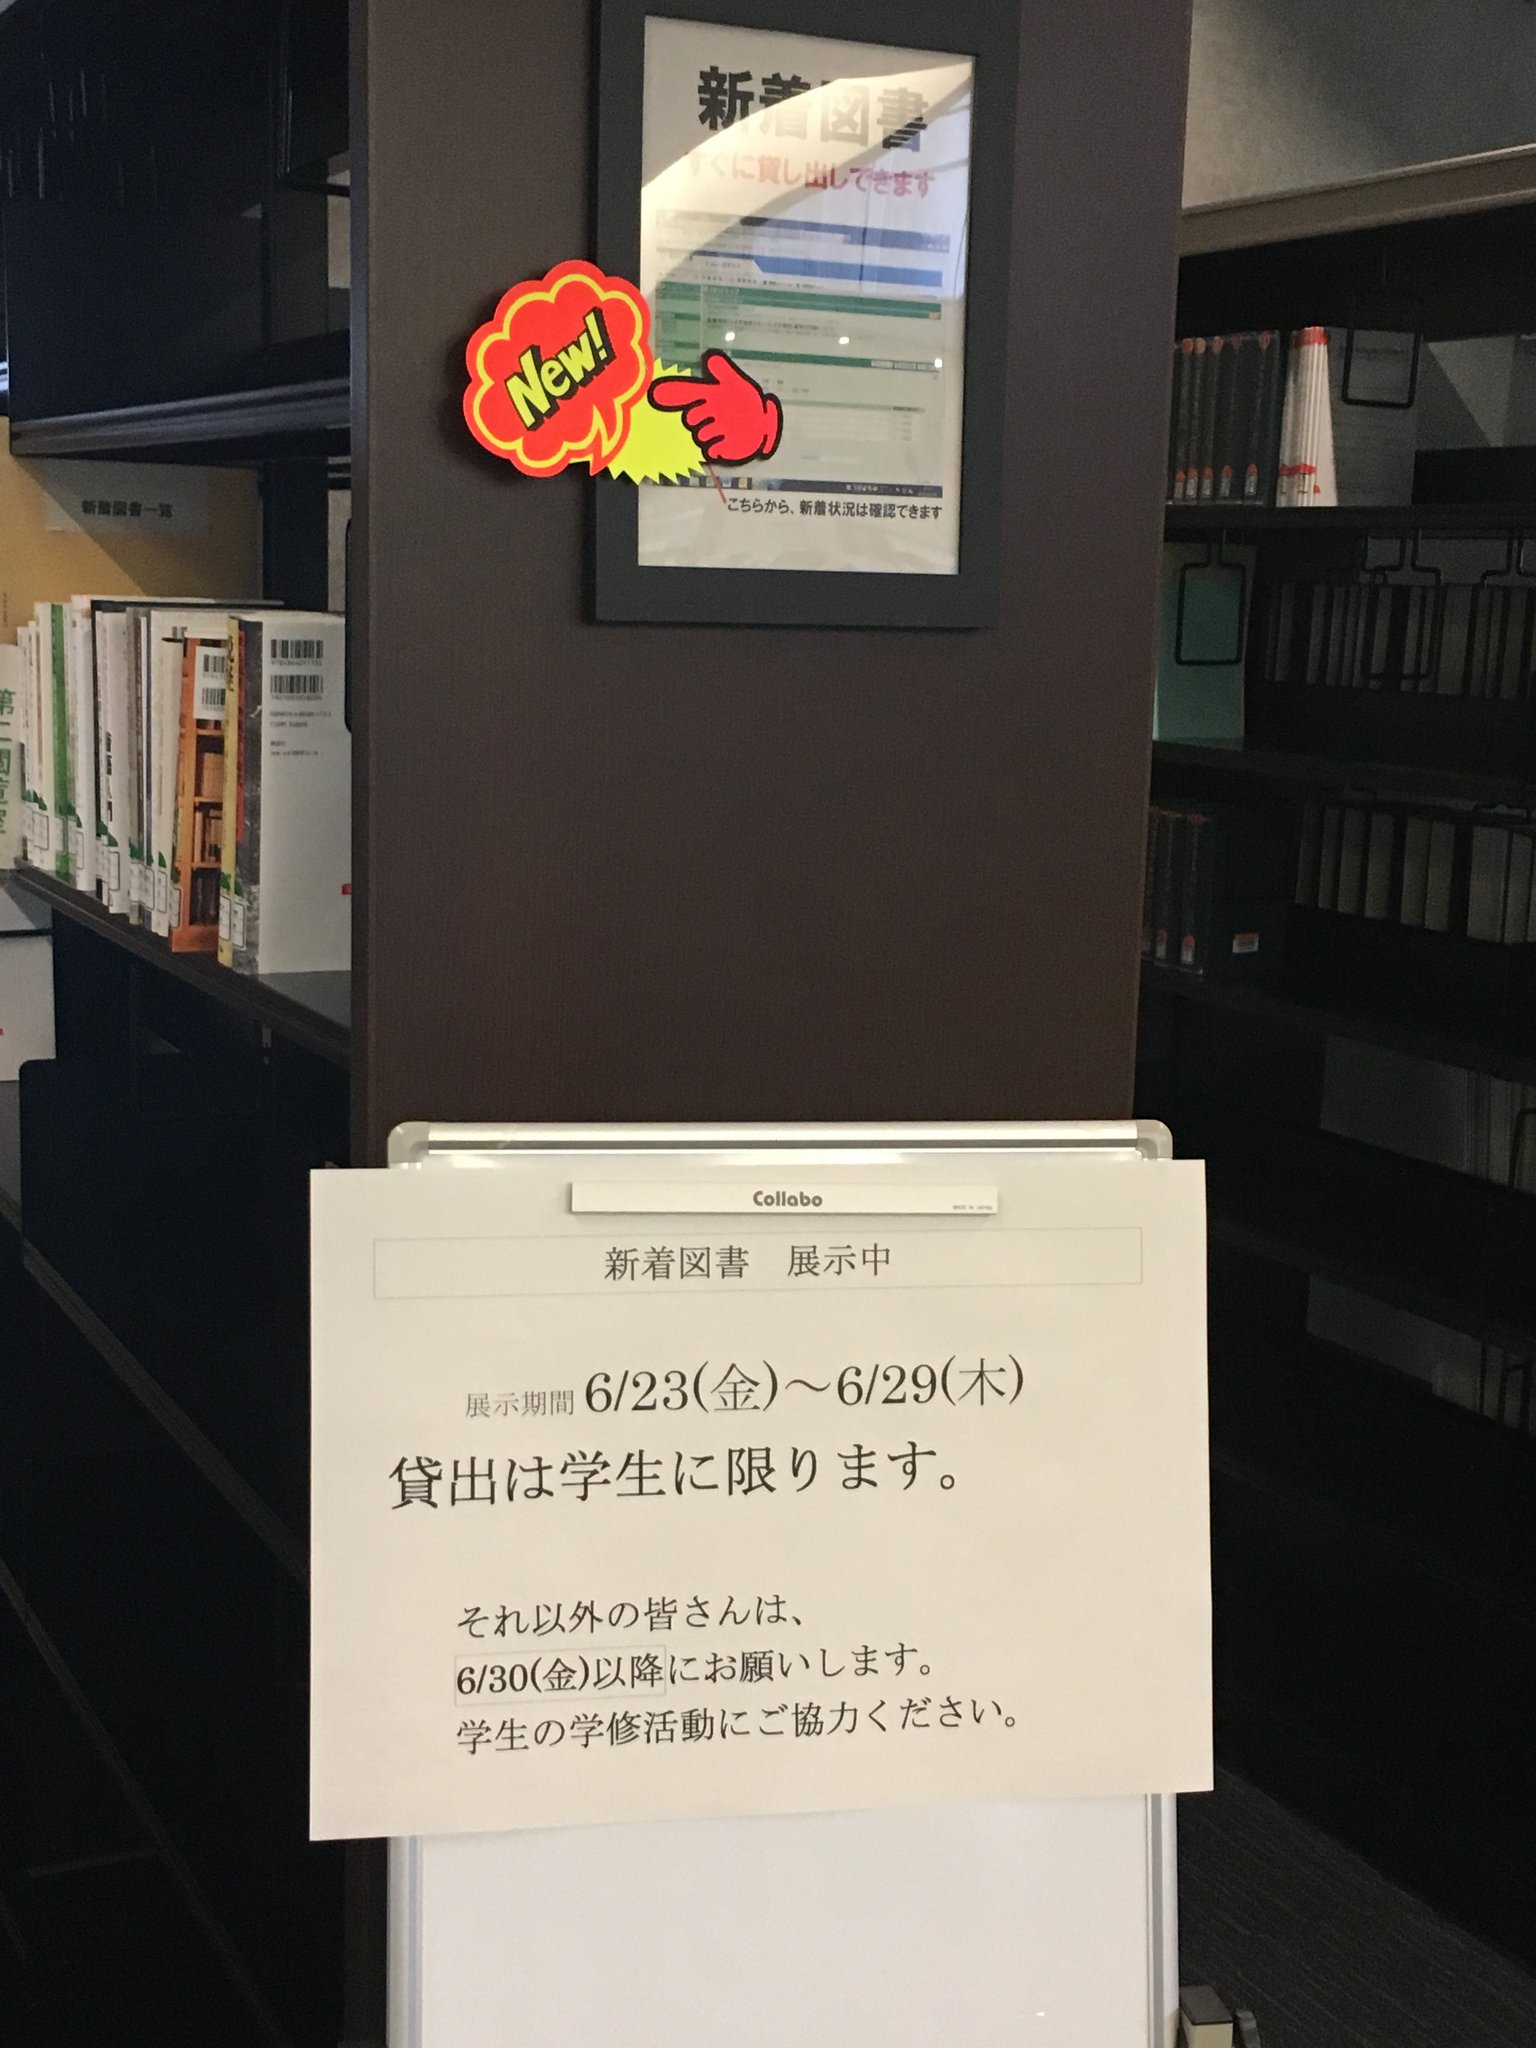 新着図書
すぐに貸し出しできます
New!
こちらから、新着状況は確認できます
新着図書一覧
Collabo
MADE IN JAPAN
新着図書 展示中
展示期間 6/23(金)～6/29(木)
貸出は学生に限ります。
それ以外の皆さんは、
6/30(金)以降にお願いします。
学生の学修活動にご協力ください。